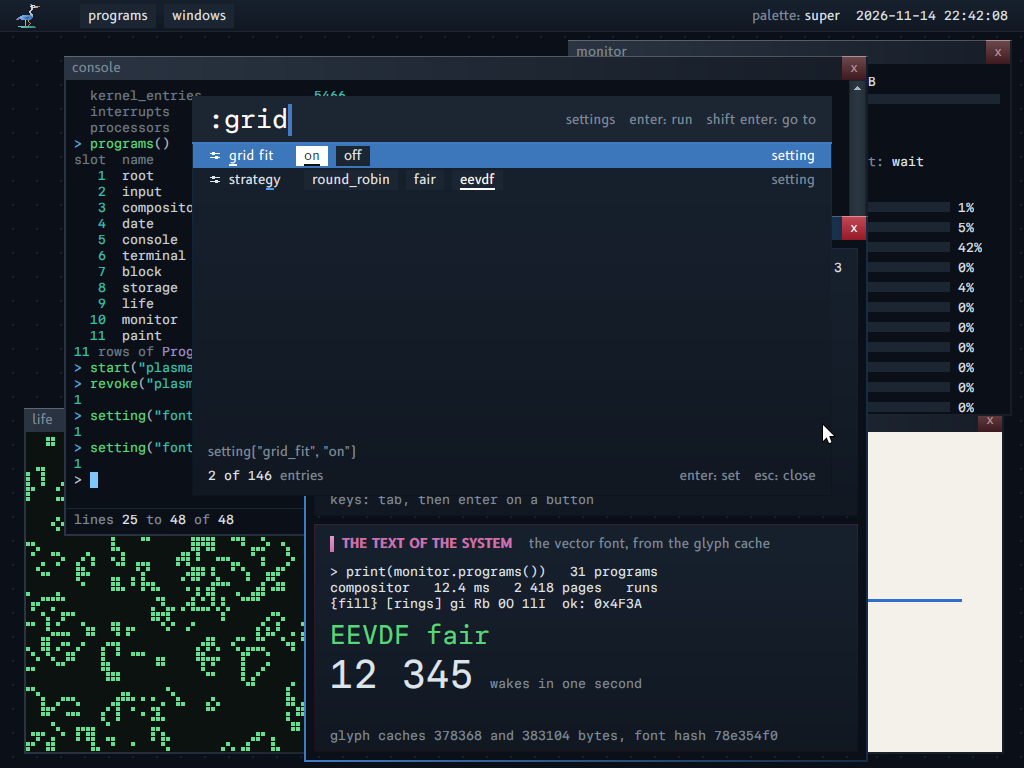 programs windows palette: super 2026-11-14 22:42:08
monitor x
console x
kernel_entries 5466
interrupts
processors
> programs()
slot name
1 root
2 input
3 composito
4 date
5 console
6 terminal
7 block
8 storage
9 life
10 monitor
11 paint
11 rows of Prog
> start("plasma
> revoke("plasm
1
> setting("font
1
> setting("font
1
>
lines 25 to 48 of 48
:grid settings enter: run shift enter: go to
grid fit on off setting
strategy round_robin fair eevdf setting
setting["grid_fit", "on"]
2 of 146 entries enter: set esc: close
B
t: wait
1%
5%
42%
0%
4%
0%
0%
0%
0%
0%
0%
x
3
life x
keys: tab, then enter on a button
THE TEXT OF THE SYSTEM the vector font, from the glyph cache
> print(monitor.programs()) 31 programs
compositor 12.4 ms 2 418 pages runs
{fill} [rings] gi Rb 0O 1lI ok: 0x4F3A
EEVDF fair
12 345 wakes in one second
glyph caches 378368 and 383104 bytes, font hash 78e354f0